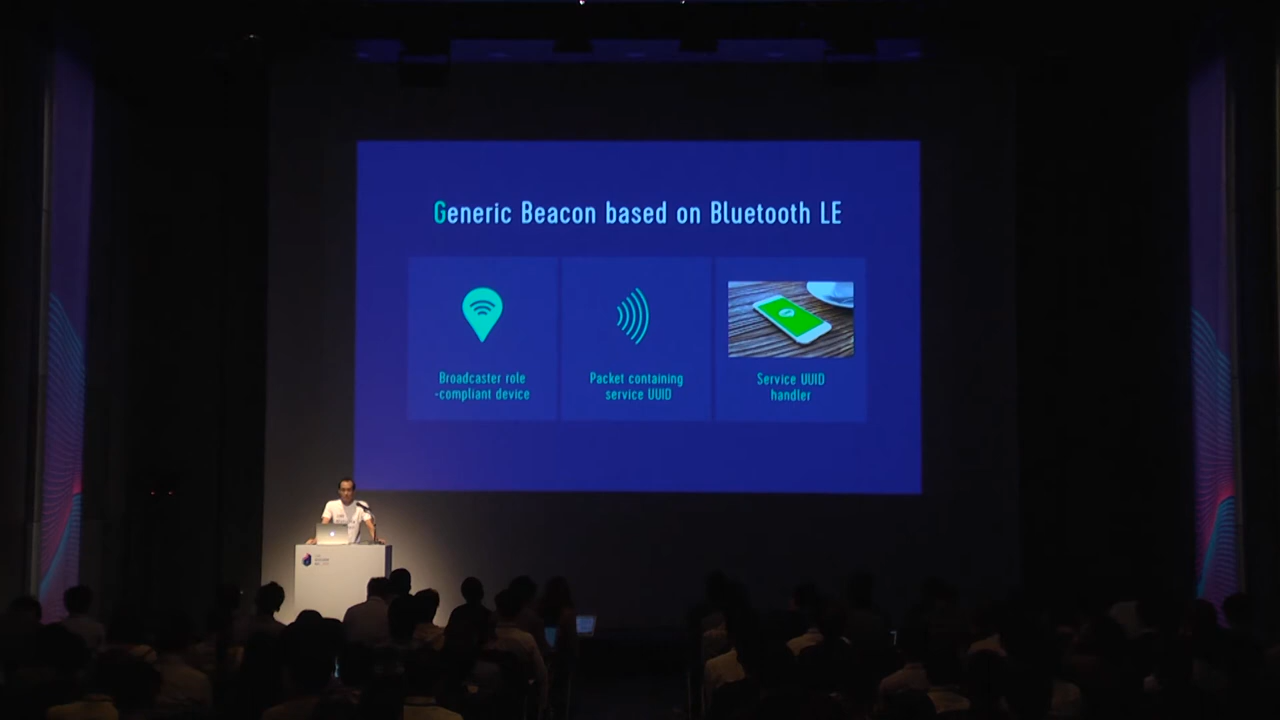 Generic Beacon based on Bluetooth LE
Broadcaster role
-compliant device
Packet containing
service UUID
Service UUID
handler